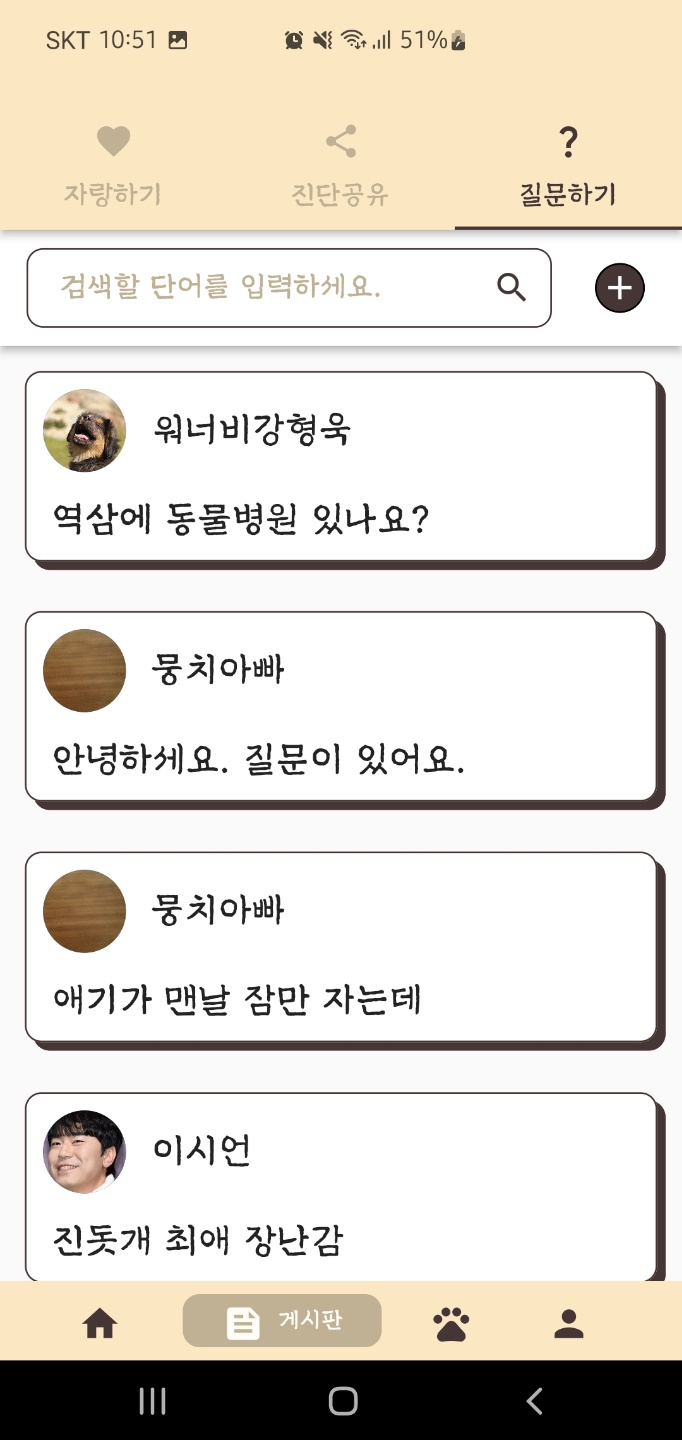 SKT 10:51 51%
자랑하기 진단공유 질문하기
검색할 단어를 입력하세요.
워너비강형욱
역삼에 동물병원 있나요?
뭉치아빠
안녕하세요. 질문이 있어요.
뭉치아빠
애기가 맨날 잠만 자는데
이시언
진돗개 최애 장난감
게시판